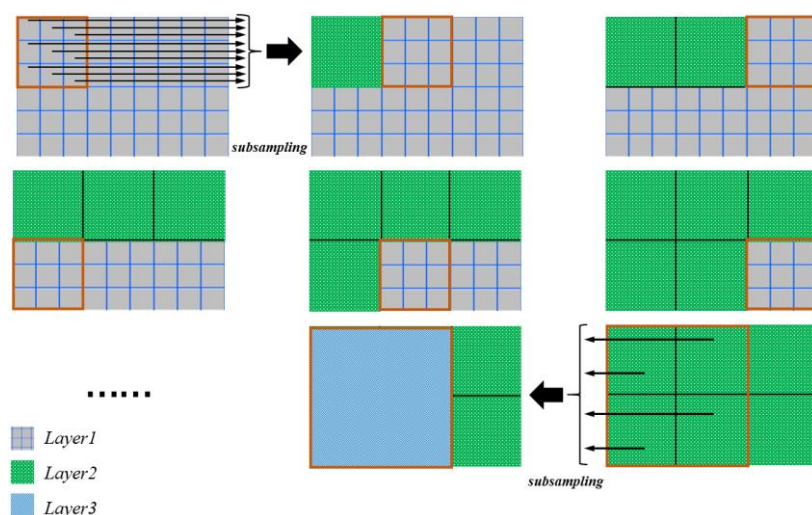 subsampling
subsampling
......
Layer1
Layer2
Layer3